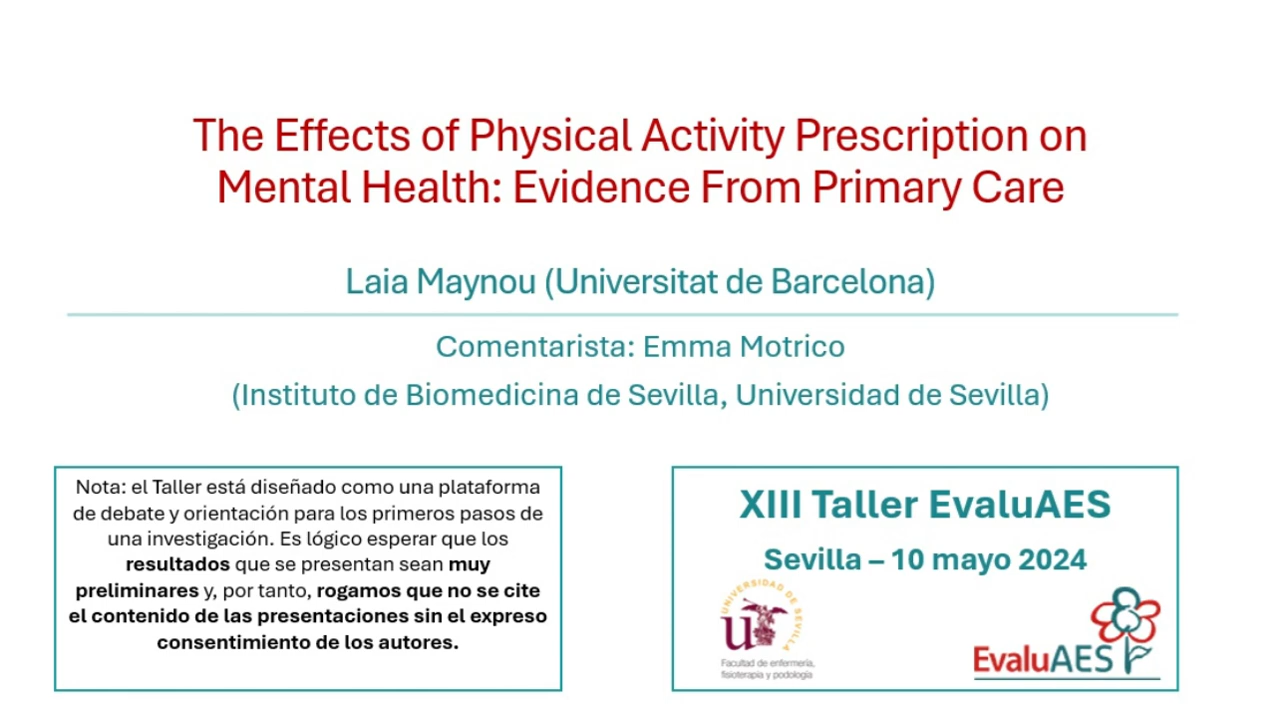 The Effects of Physical Activity Prescription on
Mental Health: Evidence From Primary Care
Laia Maynou (Universitat de Barcelona)
Comentarista: Emma Motrico
(Instituto de Biomedicina de Sevilla, Universidad de Sevilla)
Nota: el Taller está diseñado como una plataforma
de debate y orientación para los primeros pasos de
una investigación. Es lógico esperar que los
resultados que se presentan sean muy
preliminares y, por tanto, rogamos que no se cite
el contenido de las presentaciones sin el expreso
consentimiento de los autores.
XIII Taller EvaluAES
Sevilla – 10 mayo 2024
UNIVERSIDAD DE SEVILLA
us
Facultad de enfermería,
fisioterapia y podología
EvaluAES